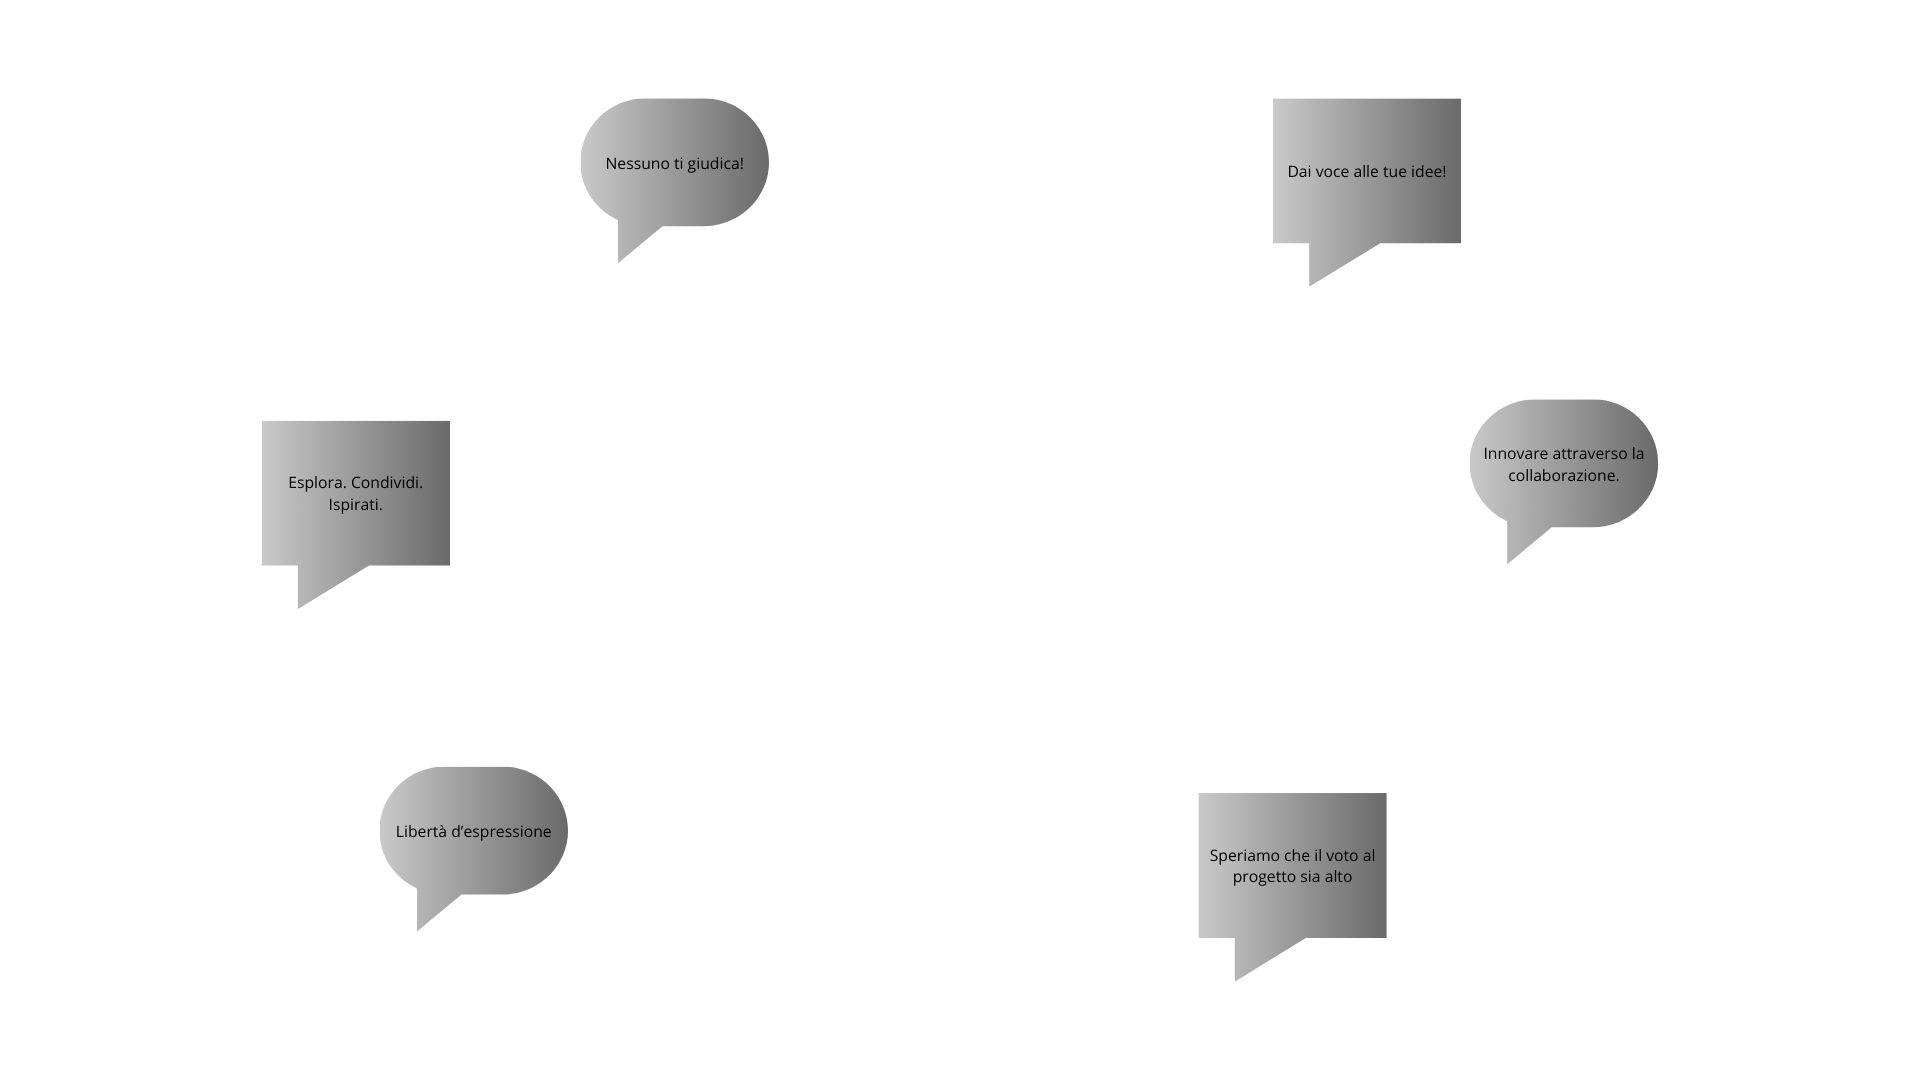 Nessuno ti giudica!
Dai voce alle tue idee!
Esplora. Condividi.
Ispirati.
Innovare attraverso la
collaborazione.
Libertà d’espressione
Speriamo che il voto al
progetto sia alto